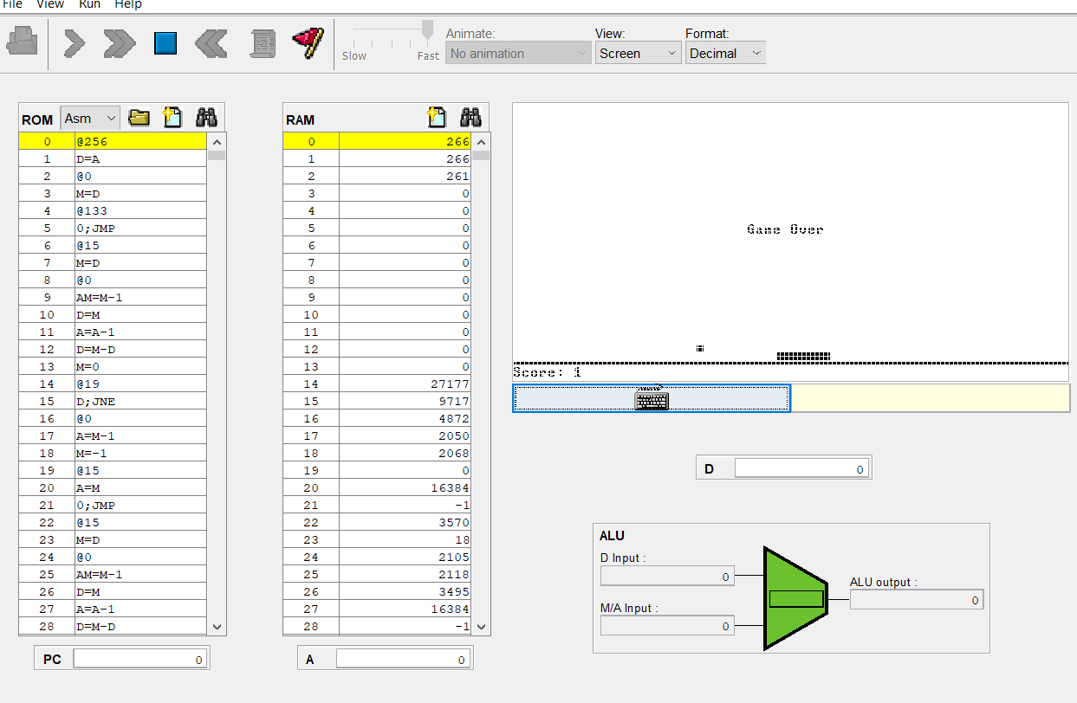 File View Run Help
Slow Fast
Animate:
No animation
View:
Screen
Format:
Decimal
ROM Asm
0 @256
1 D=A
2 @0
3 M=D
4 @133
5 0;JMP
6 @15
7 M=D
8 @0
9 AM=M-1
10 D=M
11 A=A-1
12 D=M-D
13 M=0
14 @19
15 D;JNE
16 @0
17 A=M-1
18 M=-1
19 @15
20 A=M
21 0;JMP
22 @15
23 M=D
24 @0
25 AM=M-1
26 D=M
27 A=A-1
28 D=M-D
PC 0
RAM
0 266
1 266
2 261
3 0
4 0
5 0
6 0
7 0
8 0
9 0
10 0
11 0
12 0
13 0
14 27177
15 9717
16 4872
17 2050
18 2068
19 0
20 16384
21 -1
22 3570
23 18
24 2105
25 2118
26 3495
27 16384
28 -1
A 0
Game Over
Score: 1
D 0
ALU
D Input :
0
M/A Input :
0
ALU output :
0